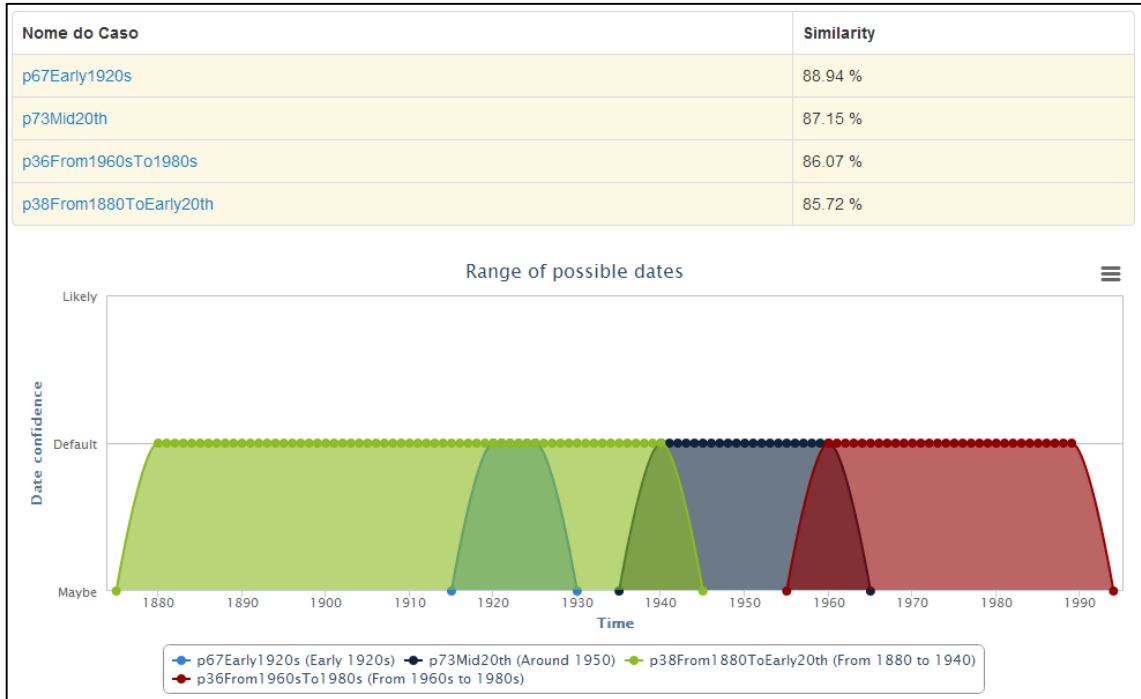 Nome do Caso Similarity
p67Early1920s 88.94 %
p73Mid20th 87.15 %
p36From1960sTo1980s 86.07 %
p38From1880ToEarly20th 85.72 %
Range of possible dates
Likely
Default
Maybe
Date confidence
1880 1890 1900 1910 1920 1930 1940 1950 1960 1970 1980 1990
Time
p67Early1920s (Early 1920s) p73Mid20th (Around 1950) p38From1880ToEarly20th (From 1880 to 1940)
p36From1960sTo1980s (From 1960s to 1980s)